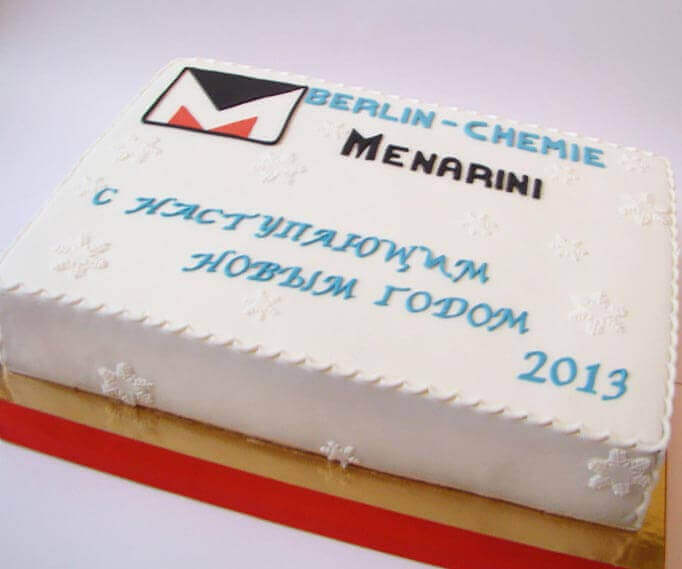 BERLIN-CHEMIE
MENARINI
С НАСТУПАЮЩИМ
НОВЫМ ГОДОМ
2013